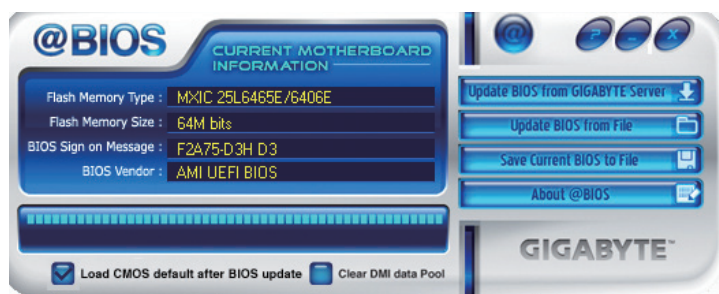 @BIOS
CURRENT MOTHERBOARD
INFORMATION
Flash Memory Type : MXIC 25L6465E/6406E
Flash Memory Size : 64M bits
BIOS Sign on Message : F2A75-D3H D3
BIOS Vendor : AMI UEFI BIOS
Load CMOS default after BIOS update
Clear DMI data Pool
@
? _ X
Update BIOS from GIGABYTE Server
Update BIOS from File
Save Current BIOS to File
About @BIOS
GIGABYTE™